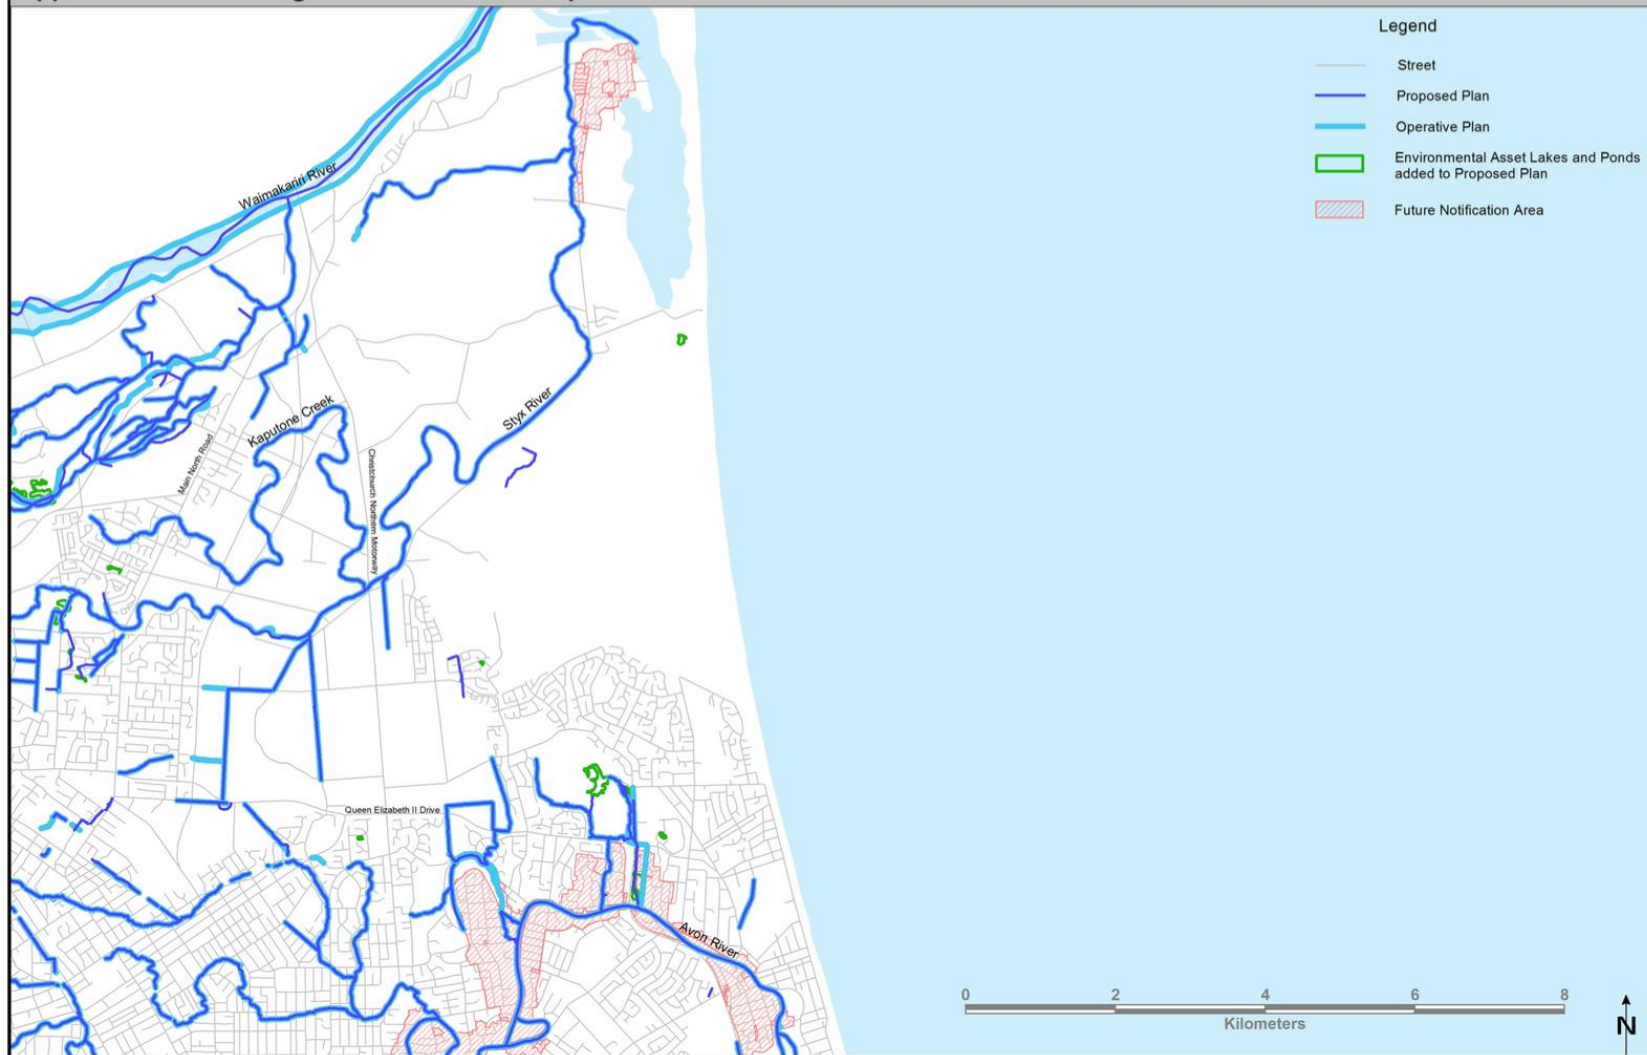 Legend
Street
Proposed Plan
Operative Plan
Environmental Asset Lakes and Ponds
added to Proposed Plan
Future Notification Area
Waimakariri River
Styx River
Kaputone Creek
Main North Road
Christchurch Northern Motorway
Queen Elizabeth II Drive
Avon River
0 2 4 6 8
Kilometers
N